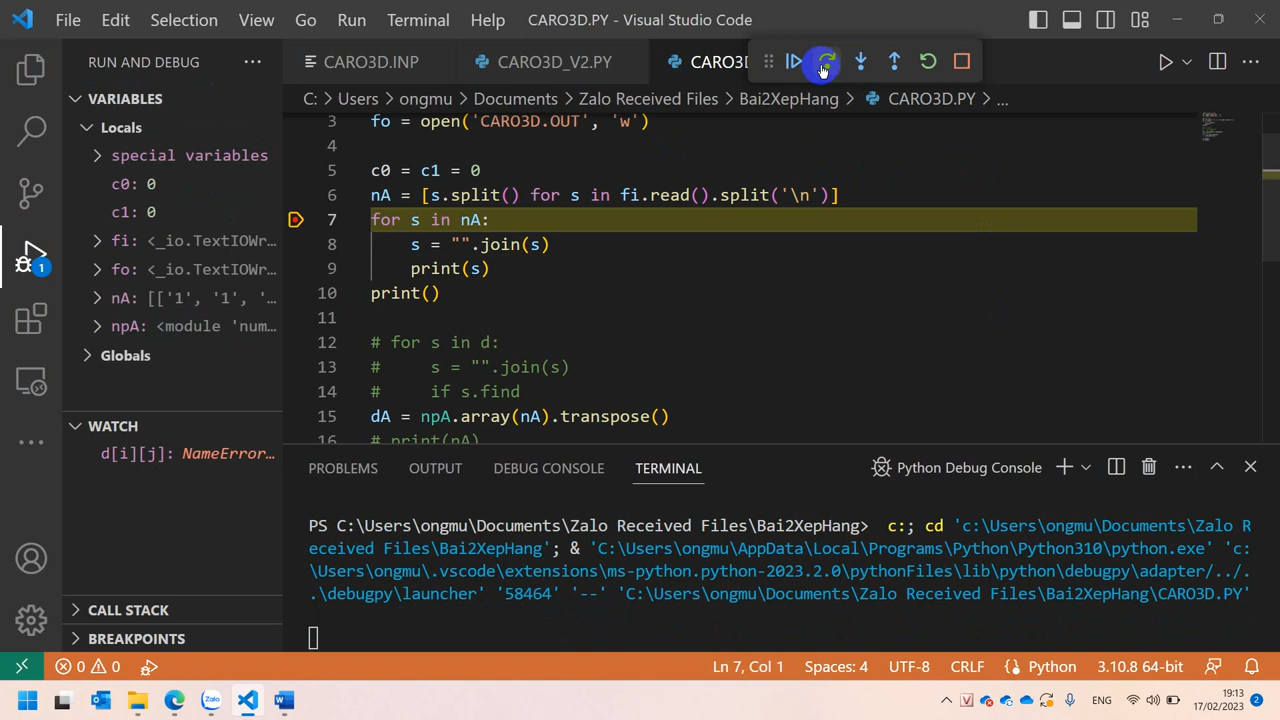 File Edit Selection View Go Run Terminal Help CARO3D.PY - Visual Studio Code
RUN AND DEBUG
CARO3D.INP CARO3D_V2.PY CARO3D
C: > Users > ongmu > Documents > Zalo Received Files > Bai2XepHang > CARO3D.PY > ...
VARIABLES
Locals
special variables
c0: 0
c1: 0
fi: <_io.TextIOWr...
fo: <_io.TextIOWr...
nA: [['1', '1', '...
npA: <module 'num...
Globals
WATCH
d[i][j]: NameError...
CALL STACK
BREAKPOINTS
3 fo = open('CARO3D.OUT', 'w')
4
5 c0 = c1 = 0
6 nA = [s.split() for s in fi.read().split('\n')]
7 for s in nA:
8 s = "".join(s)
9 print(s)
10 print()
11
12 # for s in d:
13 # s = "".join(s)
14 # if s.find
15 dA = npA.array(nA).transpose()
16 # print(nA)
PROBLEMS OUTPUT DEBUG CONSOLE TERMINAL Python Debug Console
PS C:\Users\ongmu\Documents\Zalo Received Files\Bai2XepHang> c:; cd 'c:\Users\ongmu\Documents\Zalo R
eceived Files\Bai2XepHang'; & 'C:\Users\ongmu\AppData\Local\Programs\Python\Python310\python.exe' 'c:
\Users\ongmu\.vscode\extensions\ms-python.python-2023.2.0\pythonFiles\lib\python\debugpy\adapter/../.
.\debugpy\launcher' '58464' '--' 'C:\Users\ongmu\Documents\Zalo Received Files\Bai2XepHang\CARO3D.PY'
1
0 0 Ln 7, Col 1 Spaces: 4 UTF-8 CRLF Python 3.10.8 64-bit
Zalo ENG 19:13
17/02/2023 2